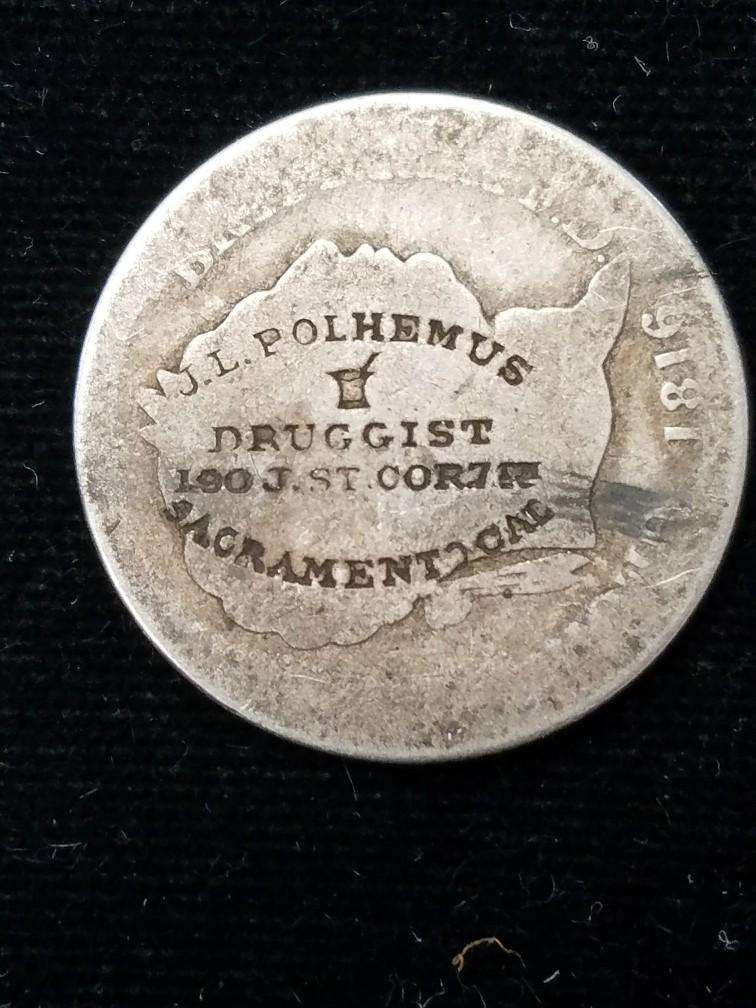 J.L. POLHEMUS
DRUGGIST
190 J. ST. COR 7TH
SACRAMENTO CAL
1816